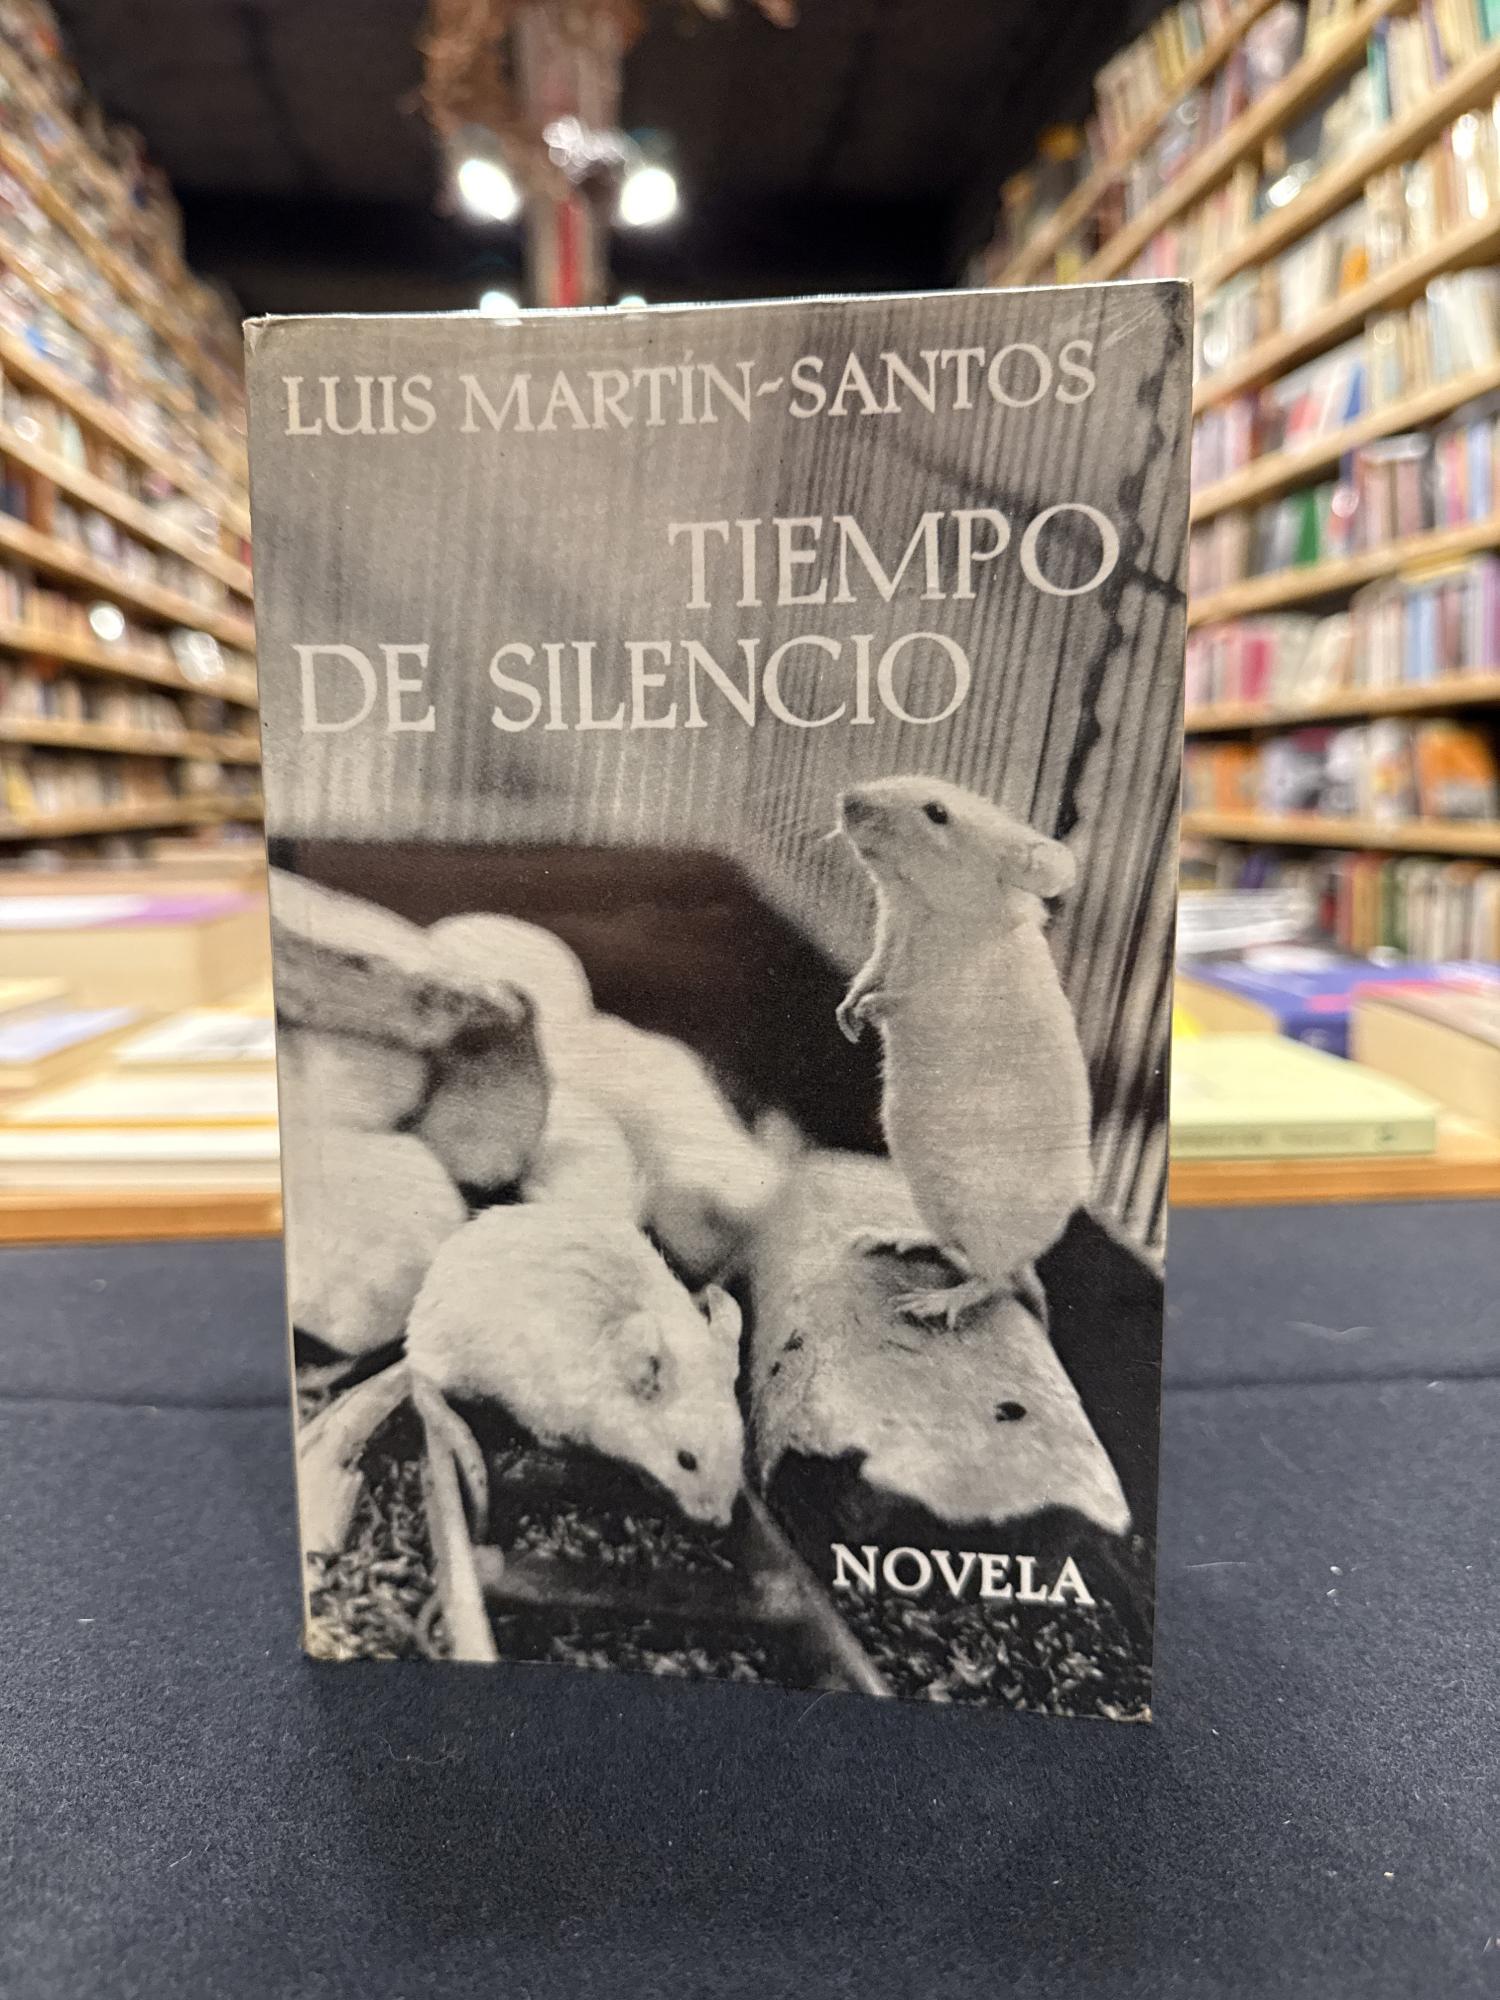 LUIS MARTÍN-SANTOS
TIEMPO
DE SILENCIO
NOVELA